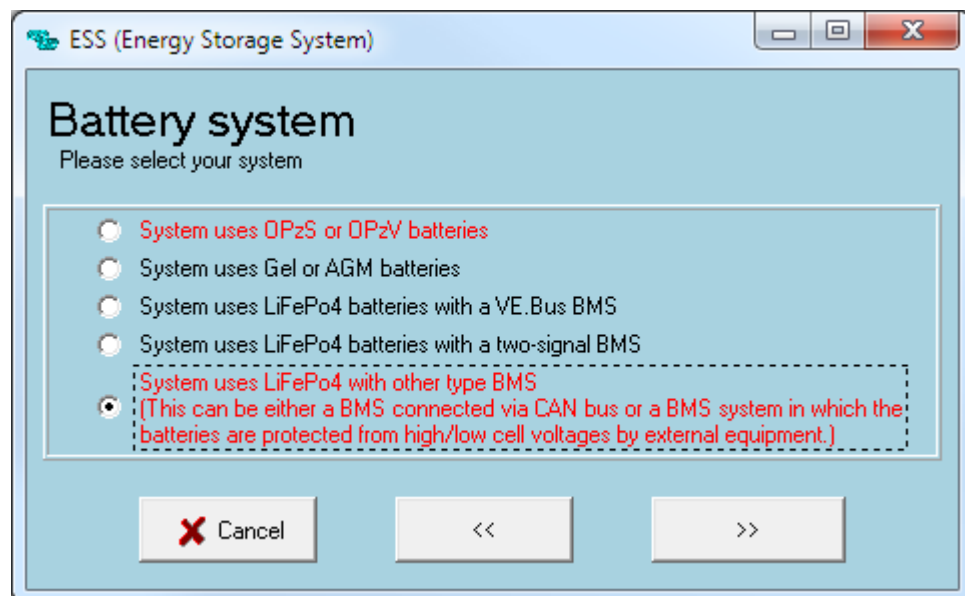 ESS (Energy Storage System)
Battery system
Please select your system
System uses OPzS or OPzV batteries
System uses Gel or AGM batteries
System uses LiFePo4 batteries with a VE.Bus BMS
System uses LiFePo4 batteries with a two-signal BMS
System uses LiFePo4 with other type BMS
(This can be either a BMS connected via CAN bus or a BMS system in which the
batteries are protected from high/low cell voltages by external equipment.)
Cancel
<<
>>